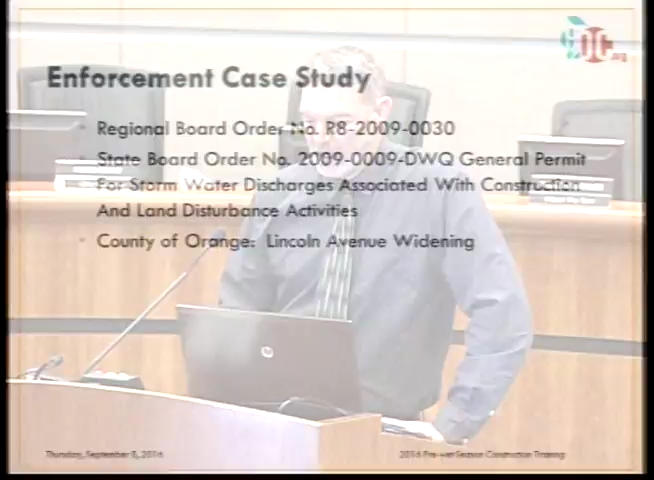 Enforcement Case Study
Regional Board Order No. R8-2009-0030
State Board Order No. 2009-0009-DWQ General Permit
For Storm Water Discharges Associated With Construction
And Land Disturbance Activities
County of Orange: Lincoln Avenue Widening
Thursday, September 8, 2016
2016 Pre-wet Season Construction Training